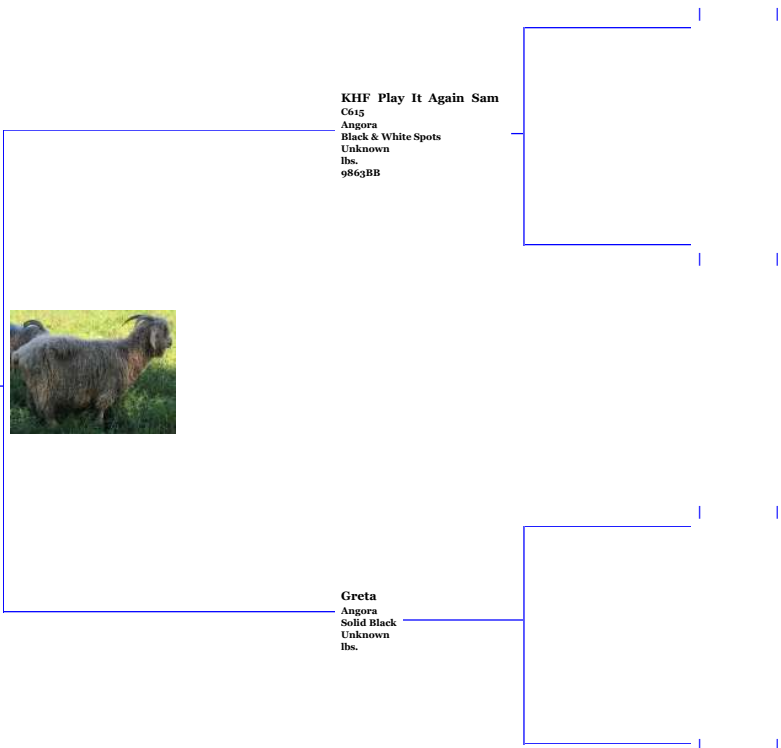 KHF Play It Again Sam
C615
Angora
Black & White Spots
Unknown
lbs.
9863BB
Greta
Angora
Solid Black
Unknown
lbs.